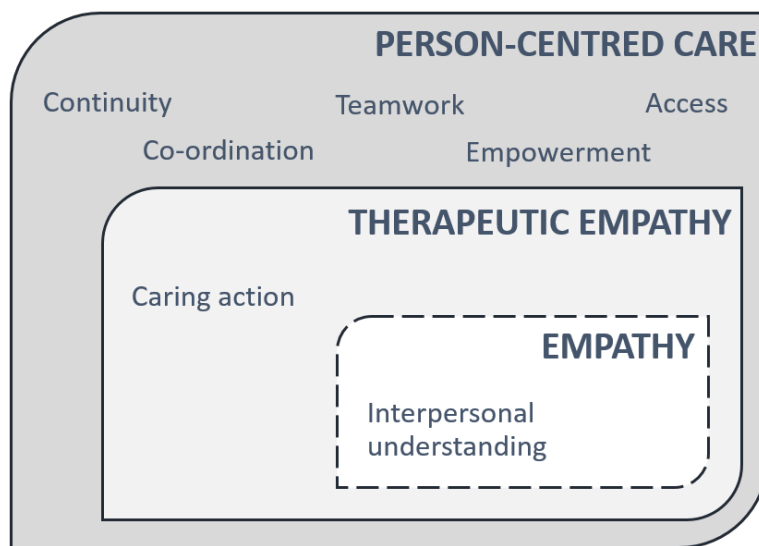 PERSON-CENTRED CARE
Continuity Teamwork Access
Co-ordination Empowerment
THERAPEUTIC EMPATHY
Caring action
EMPATHY
Interpersonal
understanding